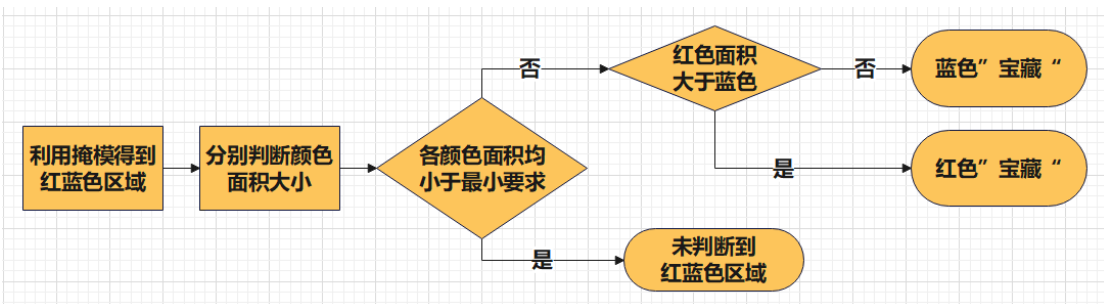 利用掩模得到
红蓝色区域
分别判断颜色
面积大小
各颜色面积均
小于最小要求
否
红色面积
大于蓝色
否
蓝色”宝藏“
是
红色”宝藏“
是
未判断到
红蓝色区域